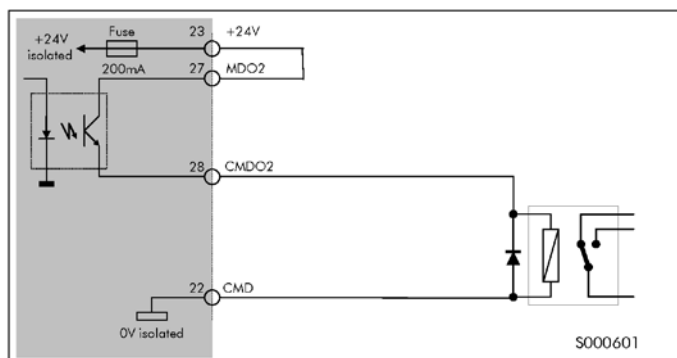 Fuse
23
+24V
+24V
isolated
200mA
27
MDO2
28
CMDO2
22
CMD
0V isolated
S000601